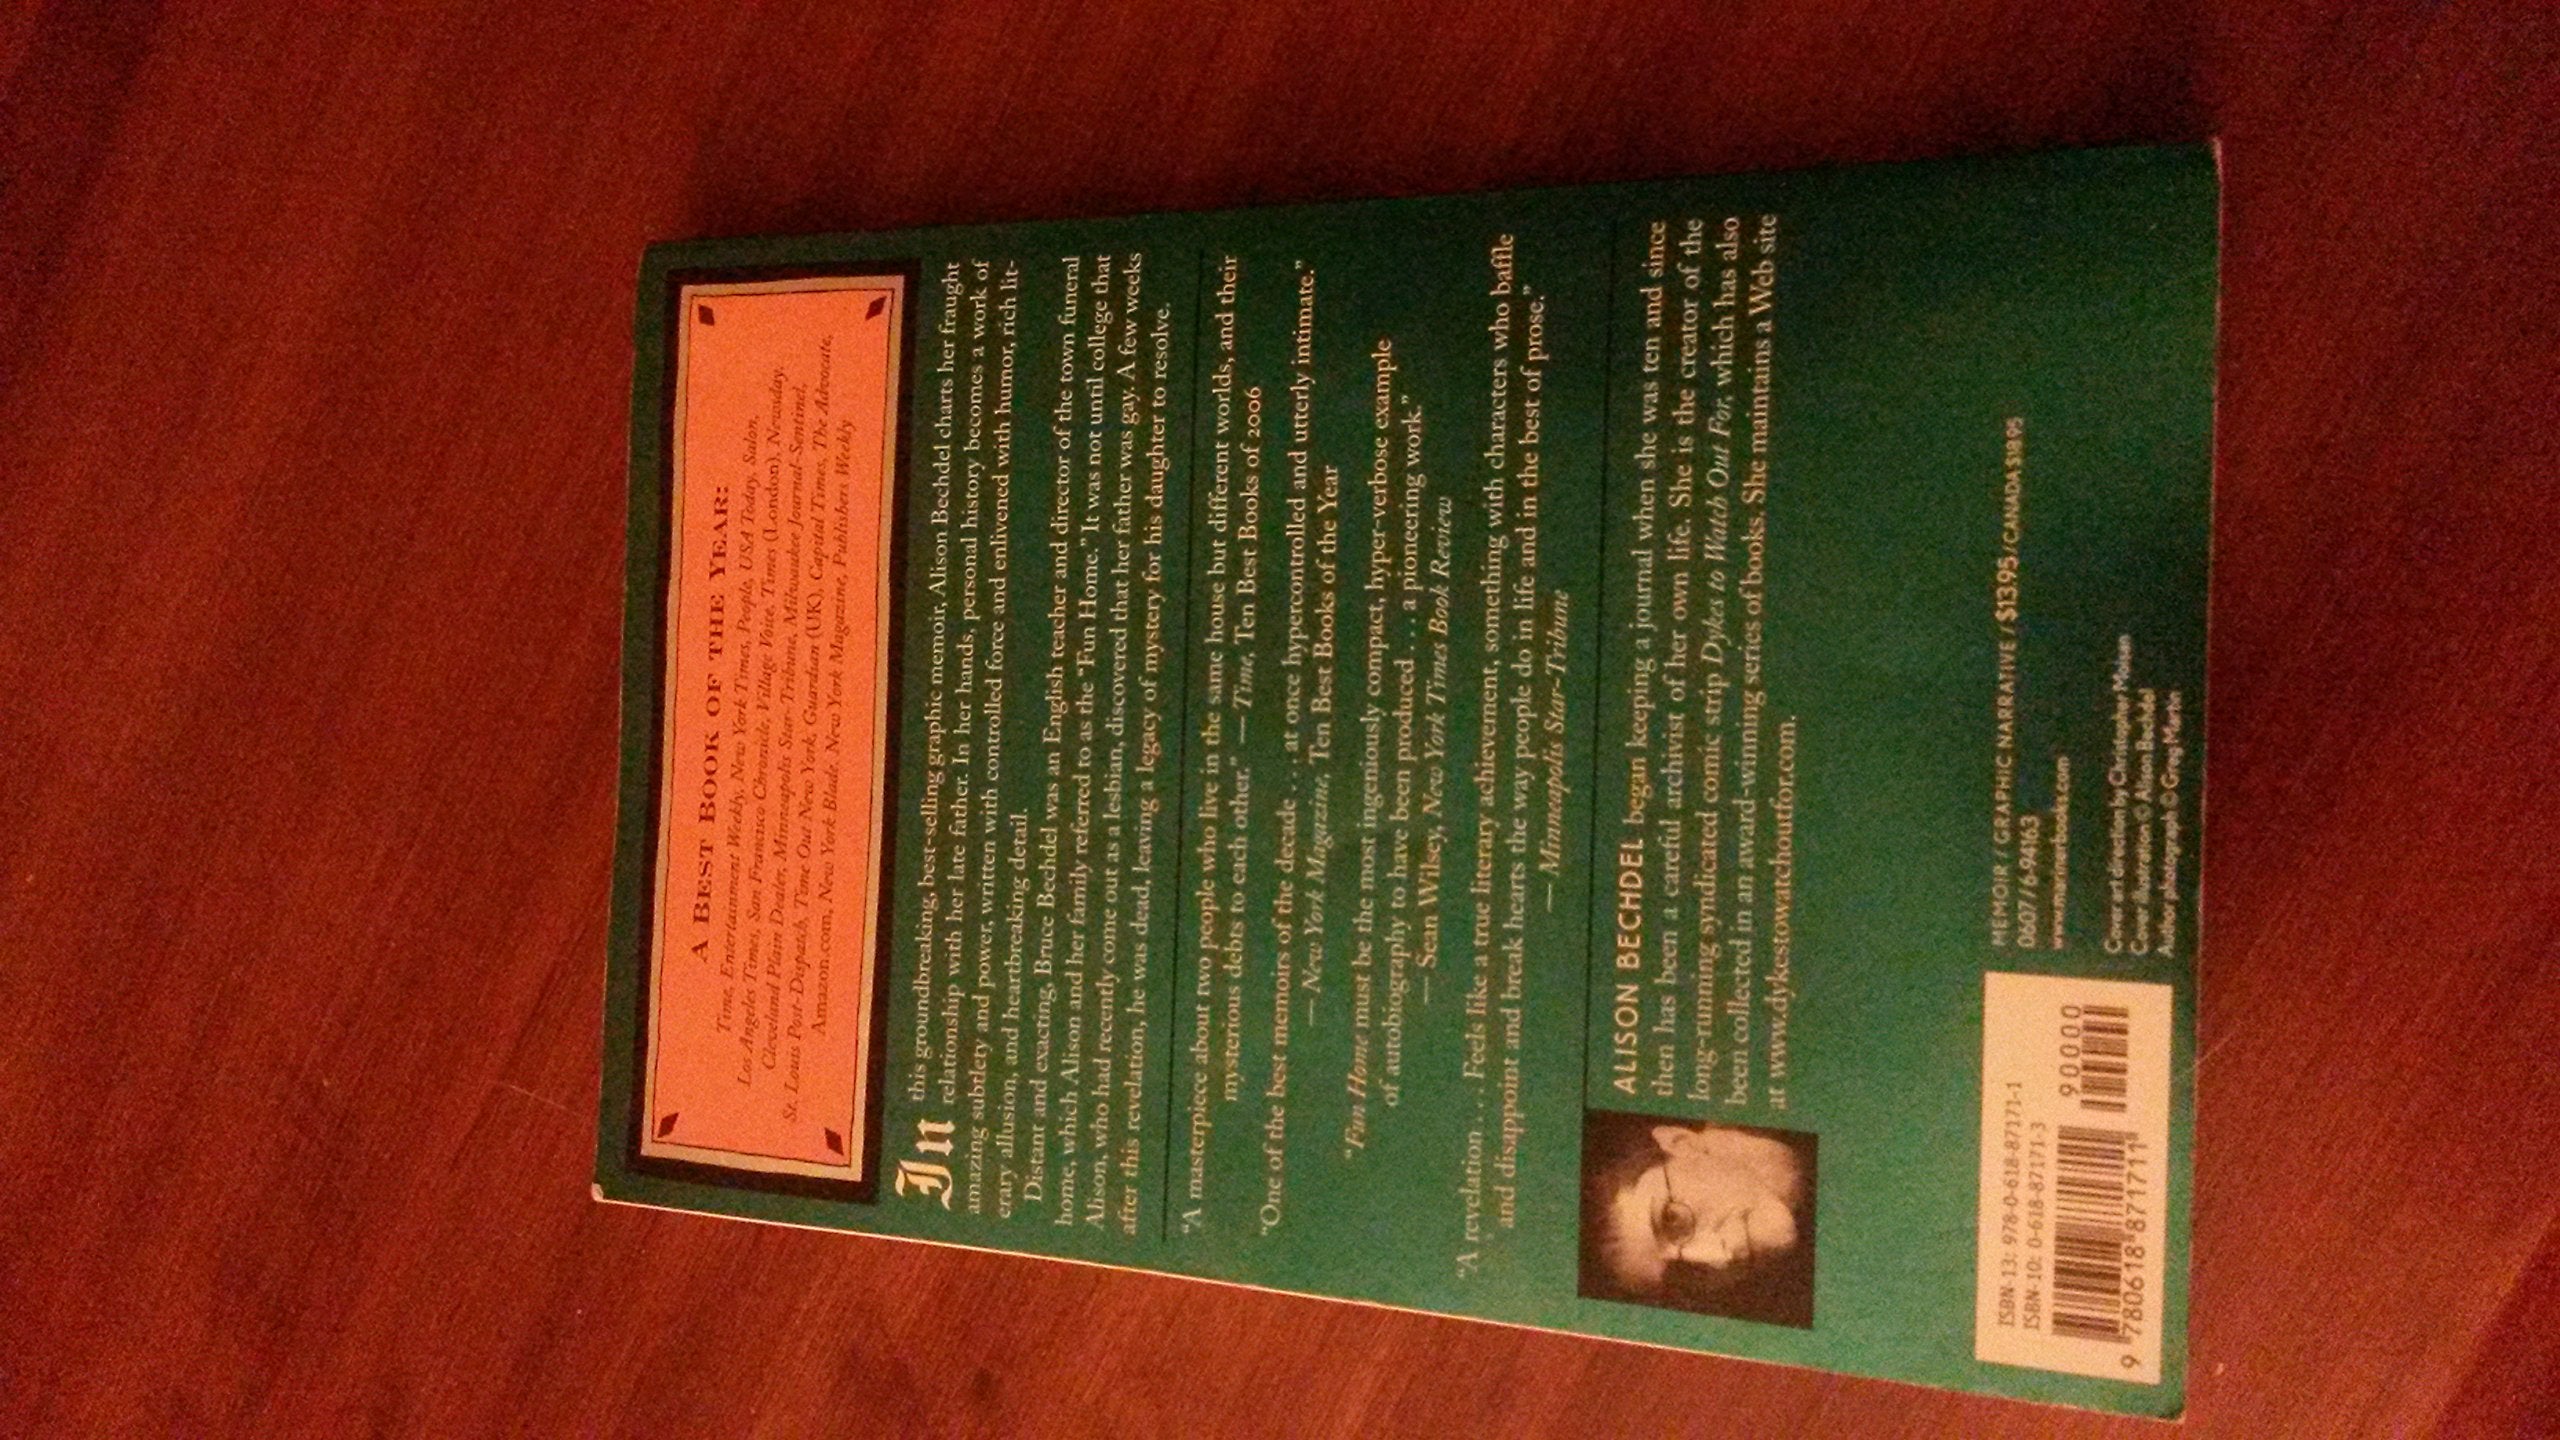 A BEST BOOK OF THE YEAR:
Time, Entertainment Weekly, New York Times, People, USA Today, Salon,
Los Angeles Times, San Francisco Chronicle, Village Voice, Times (London), Newsday,
Cleveland Plain Dealer, Minneapolis Star-Tribune, Milwaukee Journal-Sentinel,
St. Louis Post-Dispatch, Time Out New York, Guardian (UK), Capital Times, The Advocate,
Amazon.com, New York Blade, New York Magazine, Publishers Weekly
In this groundbreaking, best-selling graphic memoir, Alison Bechdel charts her fraught
relationship with her late father. In her hands, personal history becomes a work of
amazing subtlety and power, written with controlled force and enlivened with humor, rich lit-
erary allusion, and heartbreaking detail.
Distant and exacting, Bruce Bechdel was an English teacher and director of the town funeral
home, which Alison and her family referred to as the "Fun Home." It was not until college that
Alison, who had recently come out as a lesbian, discovered that her father was gay. A few weeks
after this revelation, he was dead, leaving a legacy of mystery for his daughter to resolve.
"A masterpiece about two people who live in the same house but different worlds, and their
mysterious debts to each other." — Time, Ten Best Books of 2006
"One of the best memoirs of the decade . . . at once hypercontrolled and utterly intimate."
— New York Magazine, Ten Best Books of the Year
"Fun Home must be the most ingeniously compact, hyper-verbose example
of autobiography to have been produced . . . a pioneering work."
— Sean Wilsey, New York Times Book Review
"A revelation . . . Feels like a true literary achievement, something with characters who baffle
and disappoint and break hearts the way people do in life and in the best of prose."
— Minneapolis Star-Tribune
ALISON BECHDEL began keeping a journal when she was ten and since
then has been a careful archivist of her own life. She is the creator of the
long-running syndicated comic strip Dykes to Watch Out For, which has also
been collected in an award-winning series of books. She maintains a Web site
at www.dykestowatchoutfor.com.
MEMOIR / GRAPHIC NARRATIVE / $13.95 / CANADA $18.95
0607 / 6-94163
www.marinerbooks.com
Cover art direction by Christopher Moisan
Cover illustration © Alison Bechdel
Author photograph © Greg Martin
ISBN-13: 978-0-618-87171-1
ISBN-10: 0-618-87171-3
90000
9 780618 871711